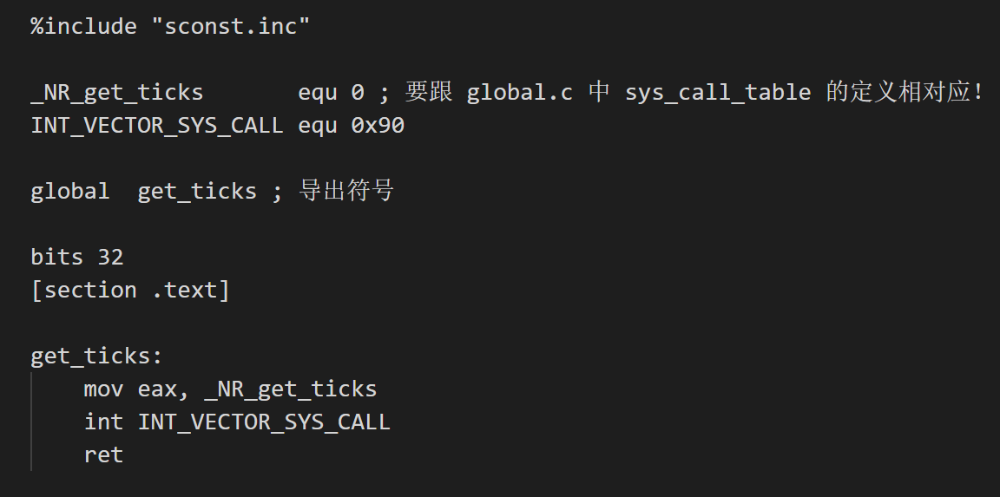 %include "sconst.inc"
_NR_get_ticks       equ 0 ; 要跟 global.c 中 sys_call_table 的定义相对应！
INT_VECTOR_SYS_CALL equ 0x90
global  get_ticks ; 导出符号
bits 32
[section .text]
get_ticks:
    mov eax, _NR_get_ticks
    int INT_VECTOR_SYS_CALL
    ret